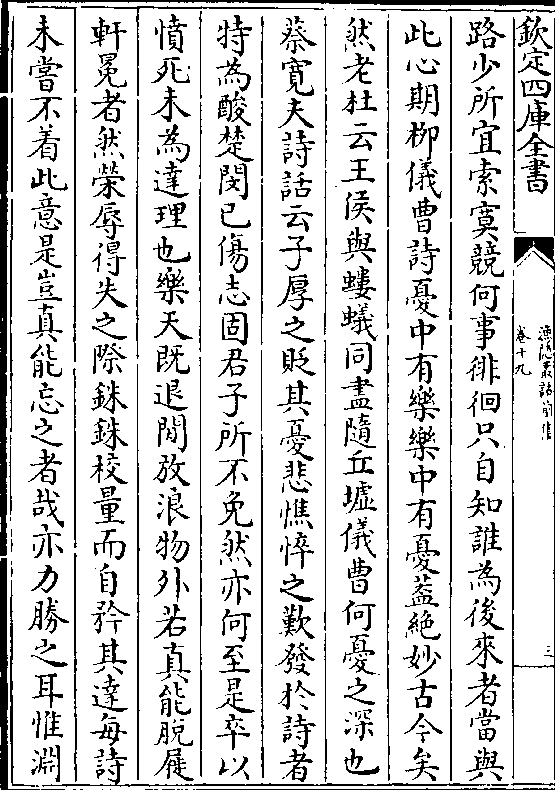 欽定四庫全書
漁隱叢話前集
卷十九
三
路少所宜索寞競何事徘徊只自知誰為後來者當與
此心期柳儀曹詩憂中有樂樂中有憂葢絶妙古今矣
然老杜云王侯與螻蟻同盡隨丘墟儀曹何憂之深也
蔡寛夫詩話云子厚之貶其憂悲憔悴之歎發於詩者
特為酸楚閔已傷志固君子所不免然亦何至是卒以
憤死未為達理也樂天既退閒放浪物外若真能脫屣
軒冕者然榮辱得失之際銖銖校量而自矜其達每詩
未嘗不着此意是豈真能忘之者哉亦力勝之耳惟淵